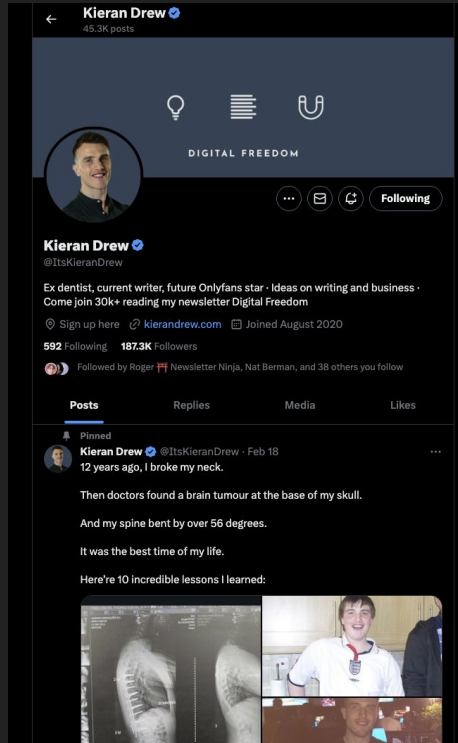 Kieran Drew
45.3K posts
DIGITAL FREEDOM
Following
Kieran Drew
@ItsKieranDrew
Ex dentist, current writer, future Onlyfans star · Ideas on writing and business ·
Come join 30k+ reading my newsletter Digital Freedom
Sign up here kierandrew.com Joined August 2020
592 Following 187.3K Followers
Followed by Roger ⛩️ Newsletter Ninja, Nat Berman, and 38 others you follow
Posts Replies Media Likes
Pinned
Kieran Drew @ItsKieranDrew · Feb 18
12 years ago, I broke my neck.
Then doctors found a brain tumour at the base of my skull.
And my spine bent by over 56 degrees.
It was the best time of my life.
Here're 10 incredible lessons I learned: